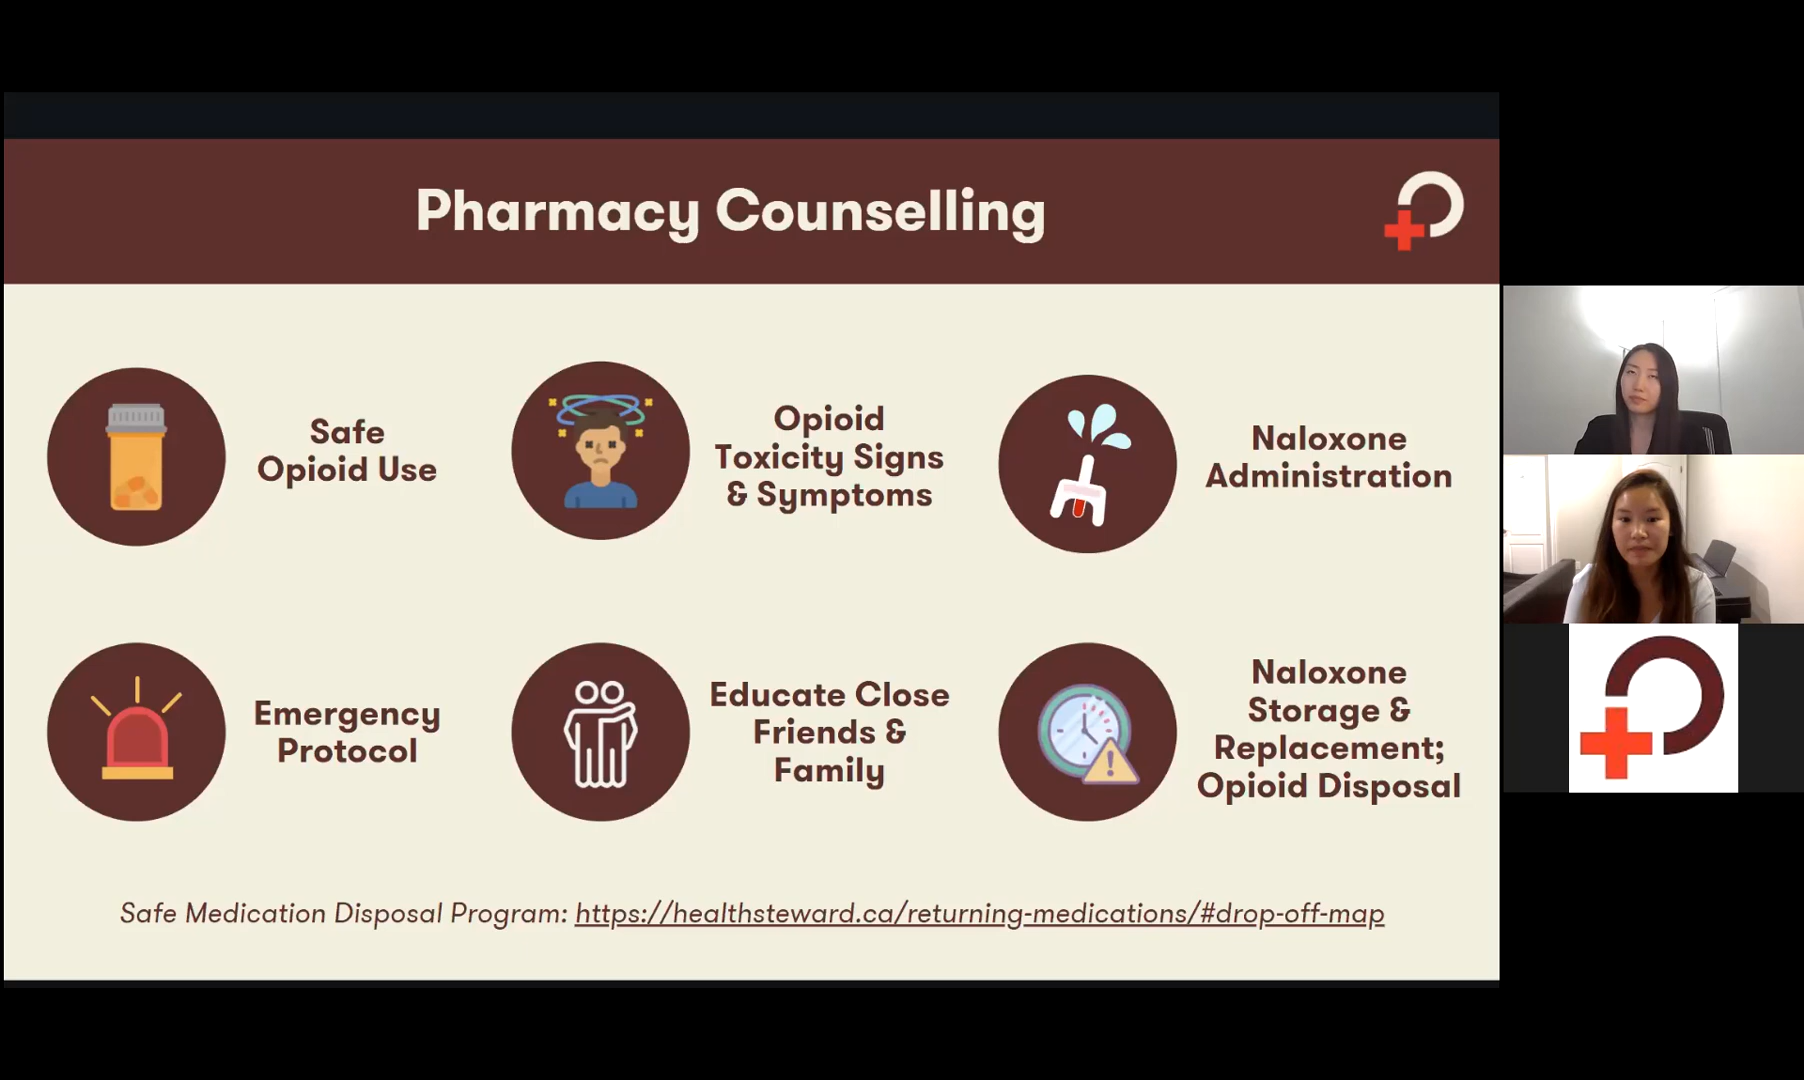 Pharmacy Counselling
Safe
Opioid Use
Opioid
Toxicity Signs
& Symptoms
Naloxone
Administration
Emergency
Protocol
Educate Close
Friends &
Family
Naloxone
Storage &
Replacement;
Opioid Disposal
Safe Medication Disposal Program: https://healthsteward.ca/returning-medications/#drop-off-map